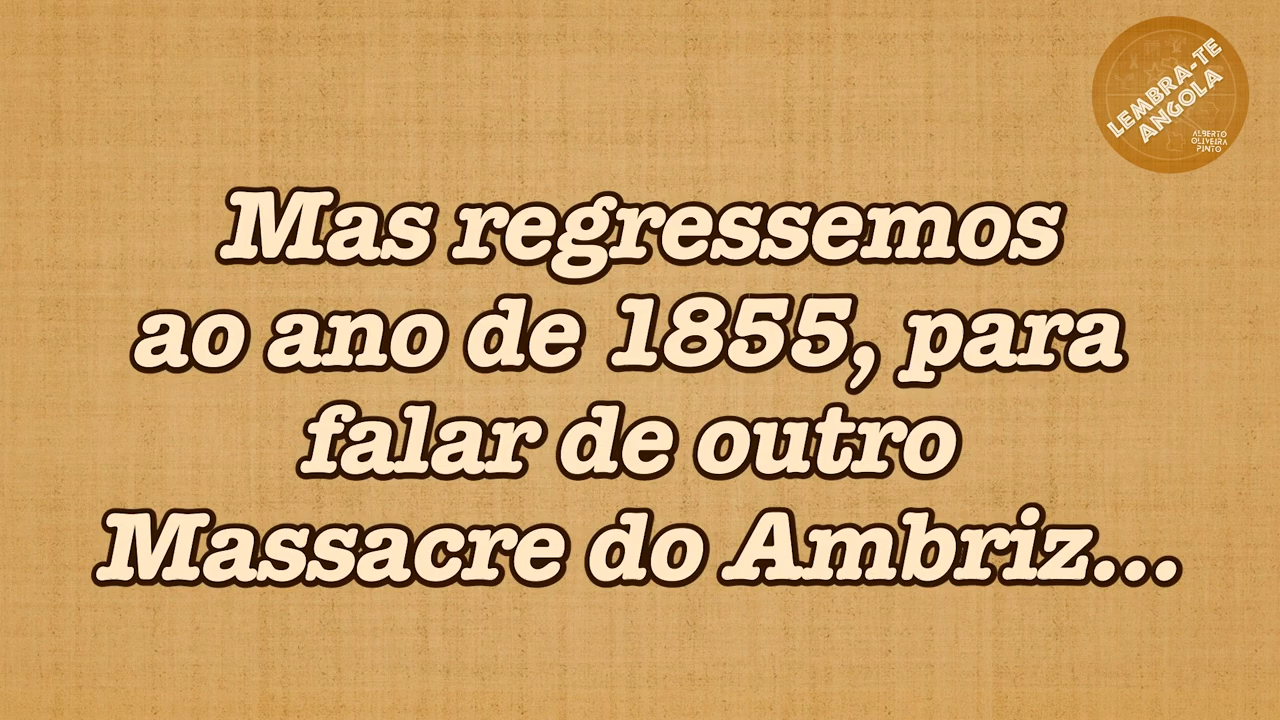 LEMBRA-TE
ANGOLA
ALBERTO
OLIVEIRA
PINTO
Mas regressemos
ao ano de 1855, para
falar de outro
Massacre do Ambriz...